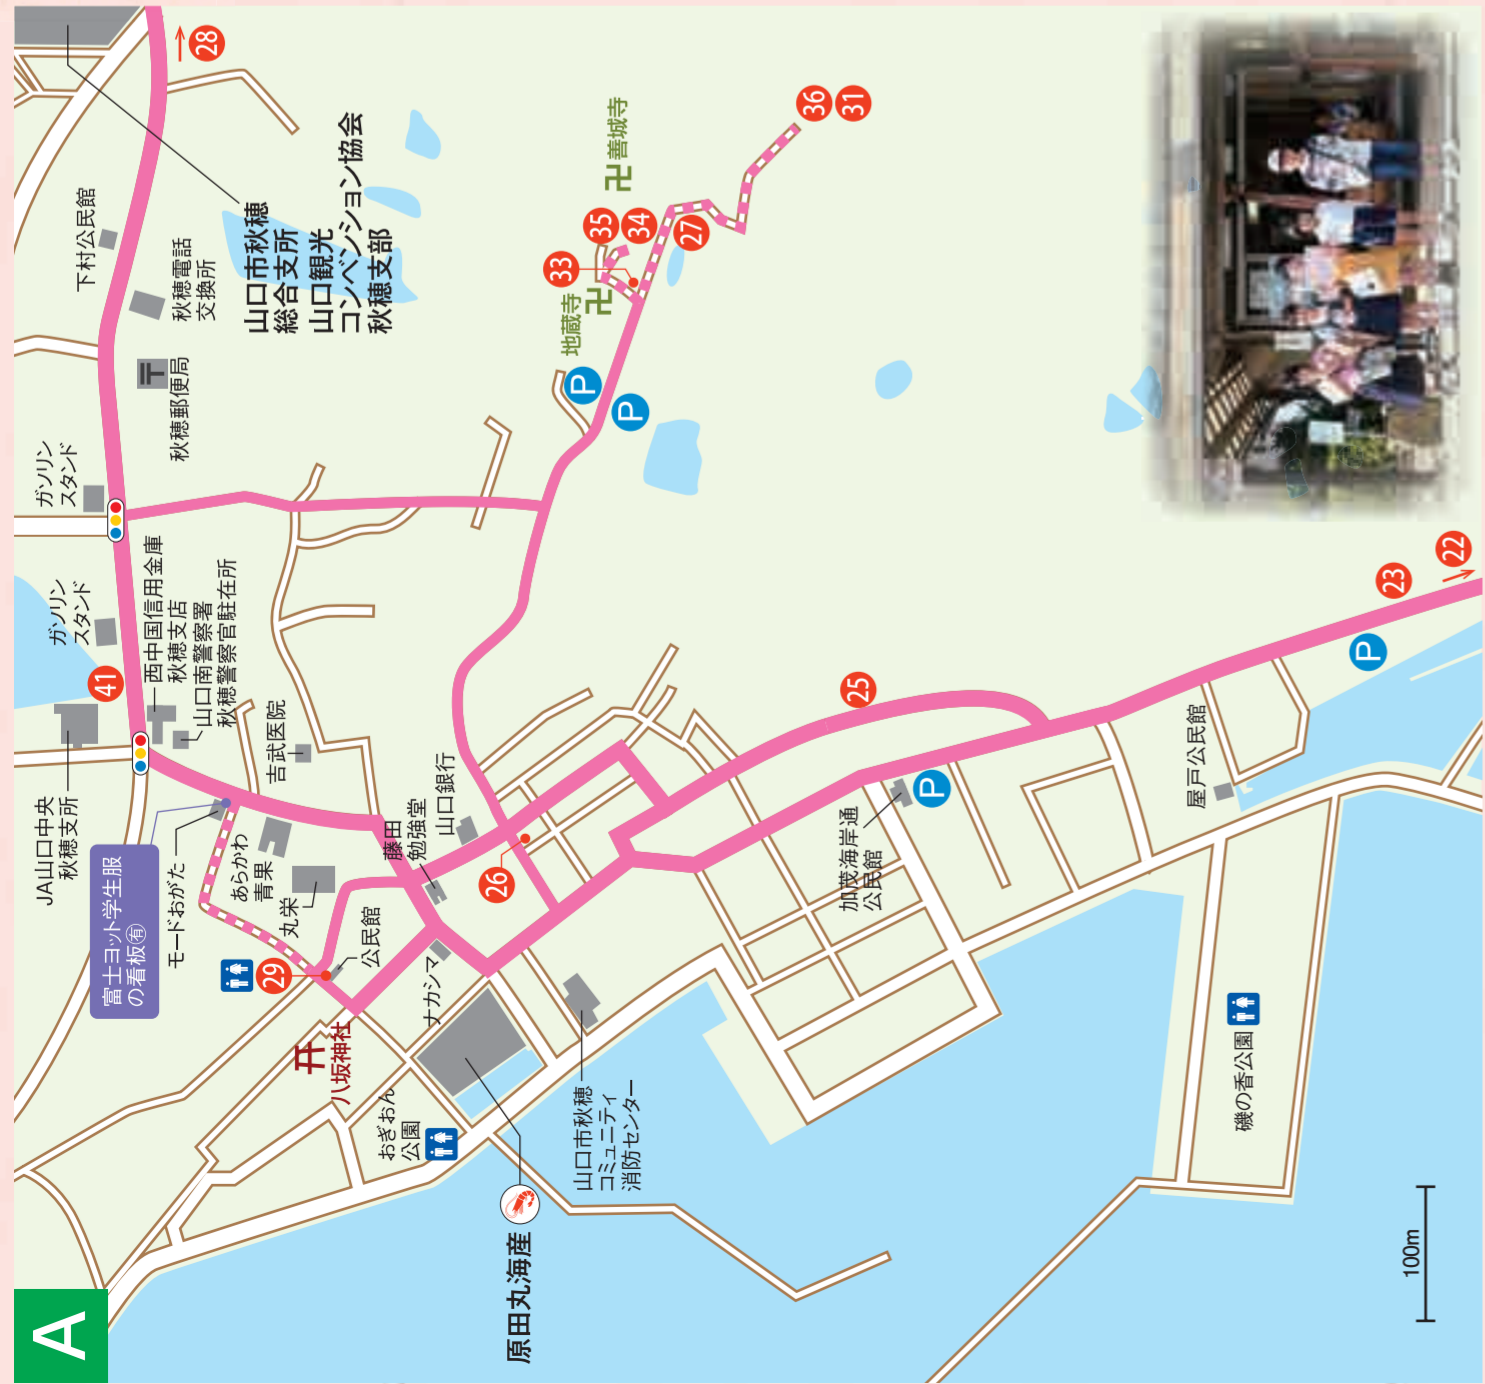 A
28
下村公民館
山口市秋穂
総合支所
山口観光
コンベンション協会
秋穂支部
秋穂電話
交換所
秋穂郵便局
ガソリン
スタンド
ガソリン
スタンド
41
西中国信用金庫
秋穂支店
山口南警察署
秋穂警察官駐在所
JA山口中央
秋穂支所
吉武医院
富士ヨット学生服
の看板㊒
モードおがた
あらかわ
青果
丸栄
公民館
29
八坂神社
藤田
勉強堂
山口銀行
26
ナカシマ
おぎおん
公園
原田丸海産
山口市秋穂
コミュニティ
消防センター
善城寺
地蔵寺
33
35
34
27
36
31
P
P
25
加茂海岸通
公民館
P
屋戸公民館
P
23
22
磯の香公園
100m